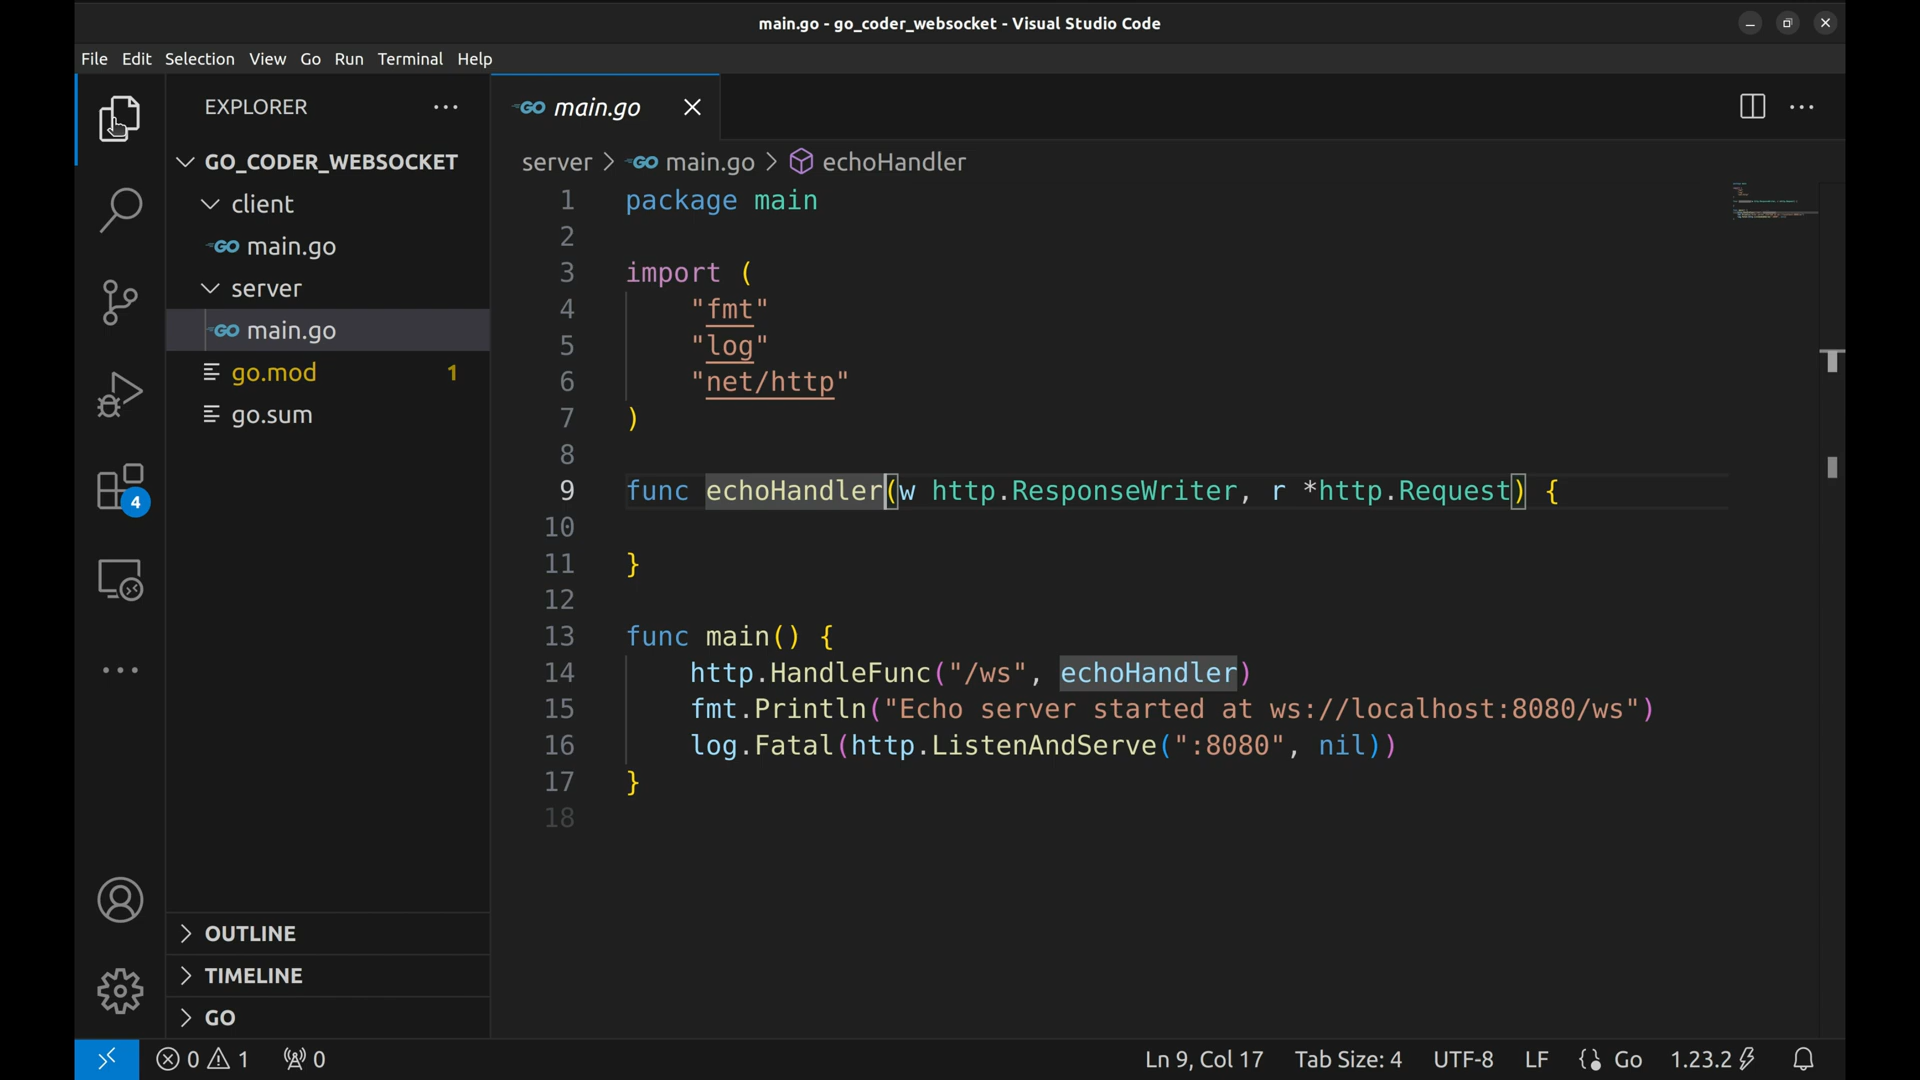 main.go - go_coder_websocket - Visual Studio Code
File Edit Selection View Go Run Terminal Help
EXPLORER
GO_CODER_WEBSOCKET
client
GO main.go
server
GO main.go
go.mod 1
go.sum
OUTLINE
TIMELINE
GO
4
GO main.go
server > GO main.go > echoHandler
1 package main
2
3 import (
4 "fmt"
5 "log"
6 "net/http"
7 )
8
9 func echoHandler(w http.ResponseWriter, r *http.Request) {
10
11 }
12
13 func main() {
14 http.HandleFunc("/ws", echoHandler)
15 fmt.Println("Echo server started at ws://localhost:8080/ws")
16 log.Fatal(http.ListenAndServe(":8080", nil))
17 }
18
0 1 0 Ln 9, Col 17 Tab Size: 4 UTF-8 LF Go 1.23.2